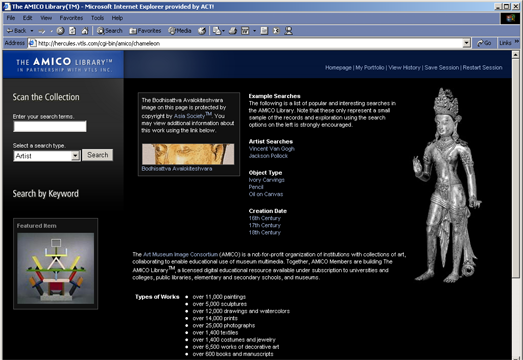 The AMICO Library(TM) - Microsoft Internet Explorer provided by ACT!
File Edit View Favorites Tools Help
Back Search Favorites Media
Address http://hercules.vtls.com/cgi-bin/amico/chameleon Go Links »
THE AMICO LIBRARY™
IN PARTNERSHIP WITH VTLS INC.
Homepage | My Portfolio | View History | Save Session | Restart Session
Scan the Collection
Enter your search terms.
Select a search type.
Artist Search
Search by Keyword
Featured Item
The Bodhisattva Avalokiteshvara
image on this page is protected by
copyright by Asia Society™. You
may view additional information about
this work using the link below.
Bodhisattva Avalokiteshvara
Example Searches
The following is a list of popular and interesting searches in
the AMICO Library. Note that these only represent a small
sample of the records and exploration using the search
options on the left is strongly encouraged.
Artist Searches
Vincent Van Gogh
Jackson Pollock
Object Type
Ivory Carvings
Pencil
Oil on Canvas
Creation Date
16th Century
17th Century
18th Century
The Art Museum Image Consortium (AMICO) is a not-for-profit organization of institutions with collections of art,
collaborating to enable educational use of museum multimedia. Together, AMICO Members are building The
AMICO Library™, a licensed digital educational resource available under subscription to universities and
colleges, public libraries, elementary and secondary schools, and museums.
Types of Works
over 11,000 paintings
over 5,000 sculptures
over 12,000 drawings and watercolors
over 14,000 prints
over 25,000 photographs
over 1,400 textiles
over 1,400 costumes and jewelry
over 6,500 works of decorative art
over 600 books and manuscripts